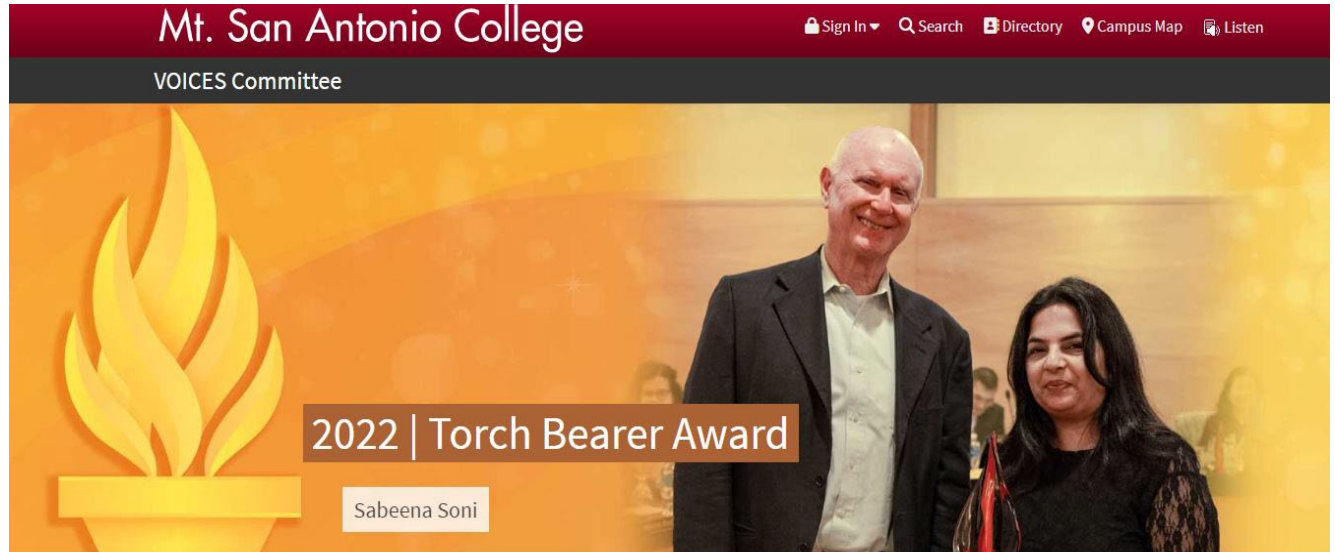 Mt. San Antonio College
Sign In Search Directory Campus Map Listen
VOICES Committee
2022 | Torch Bearer Award
Sabeena Soni